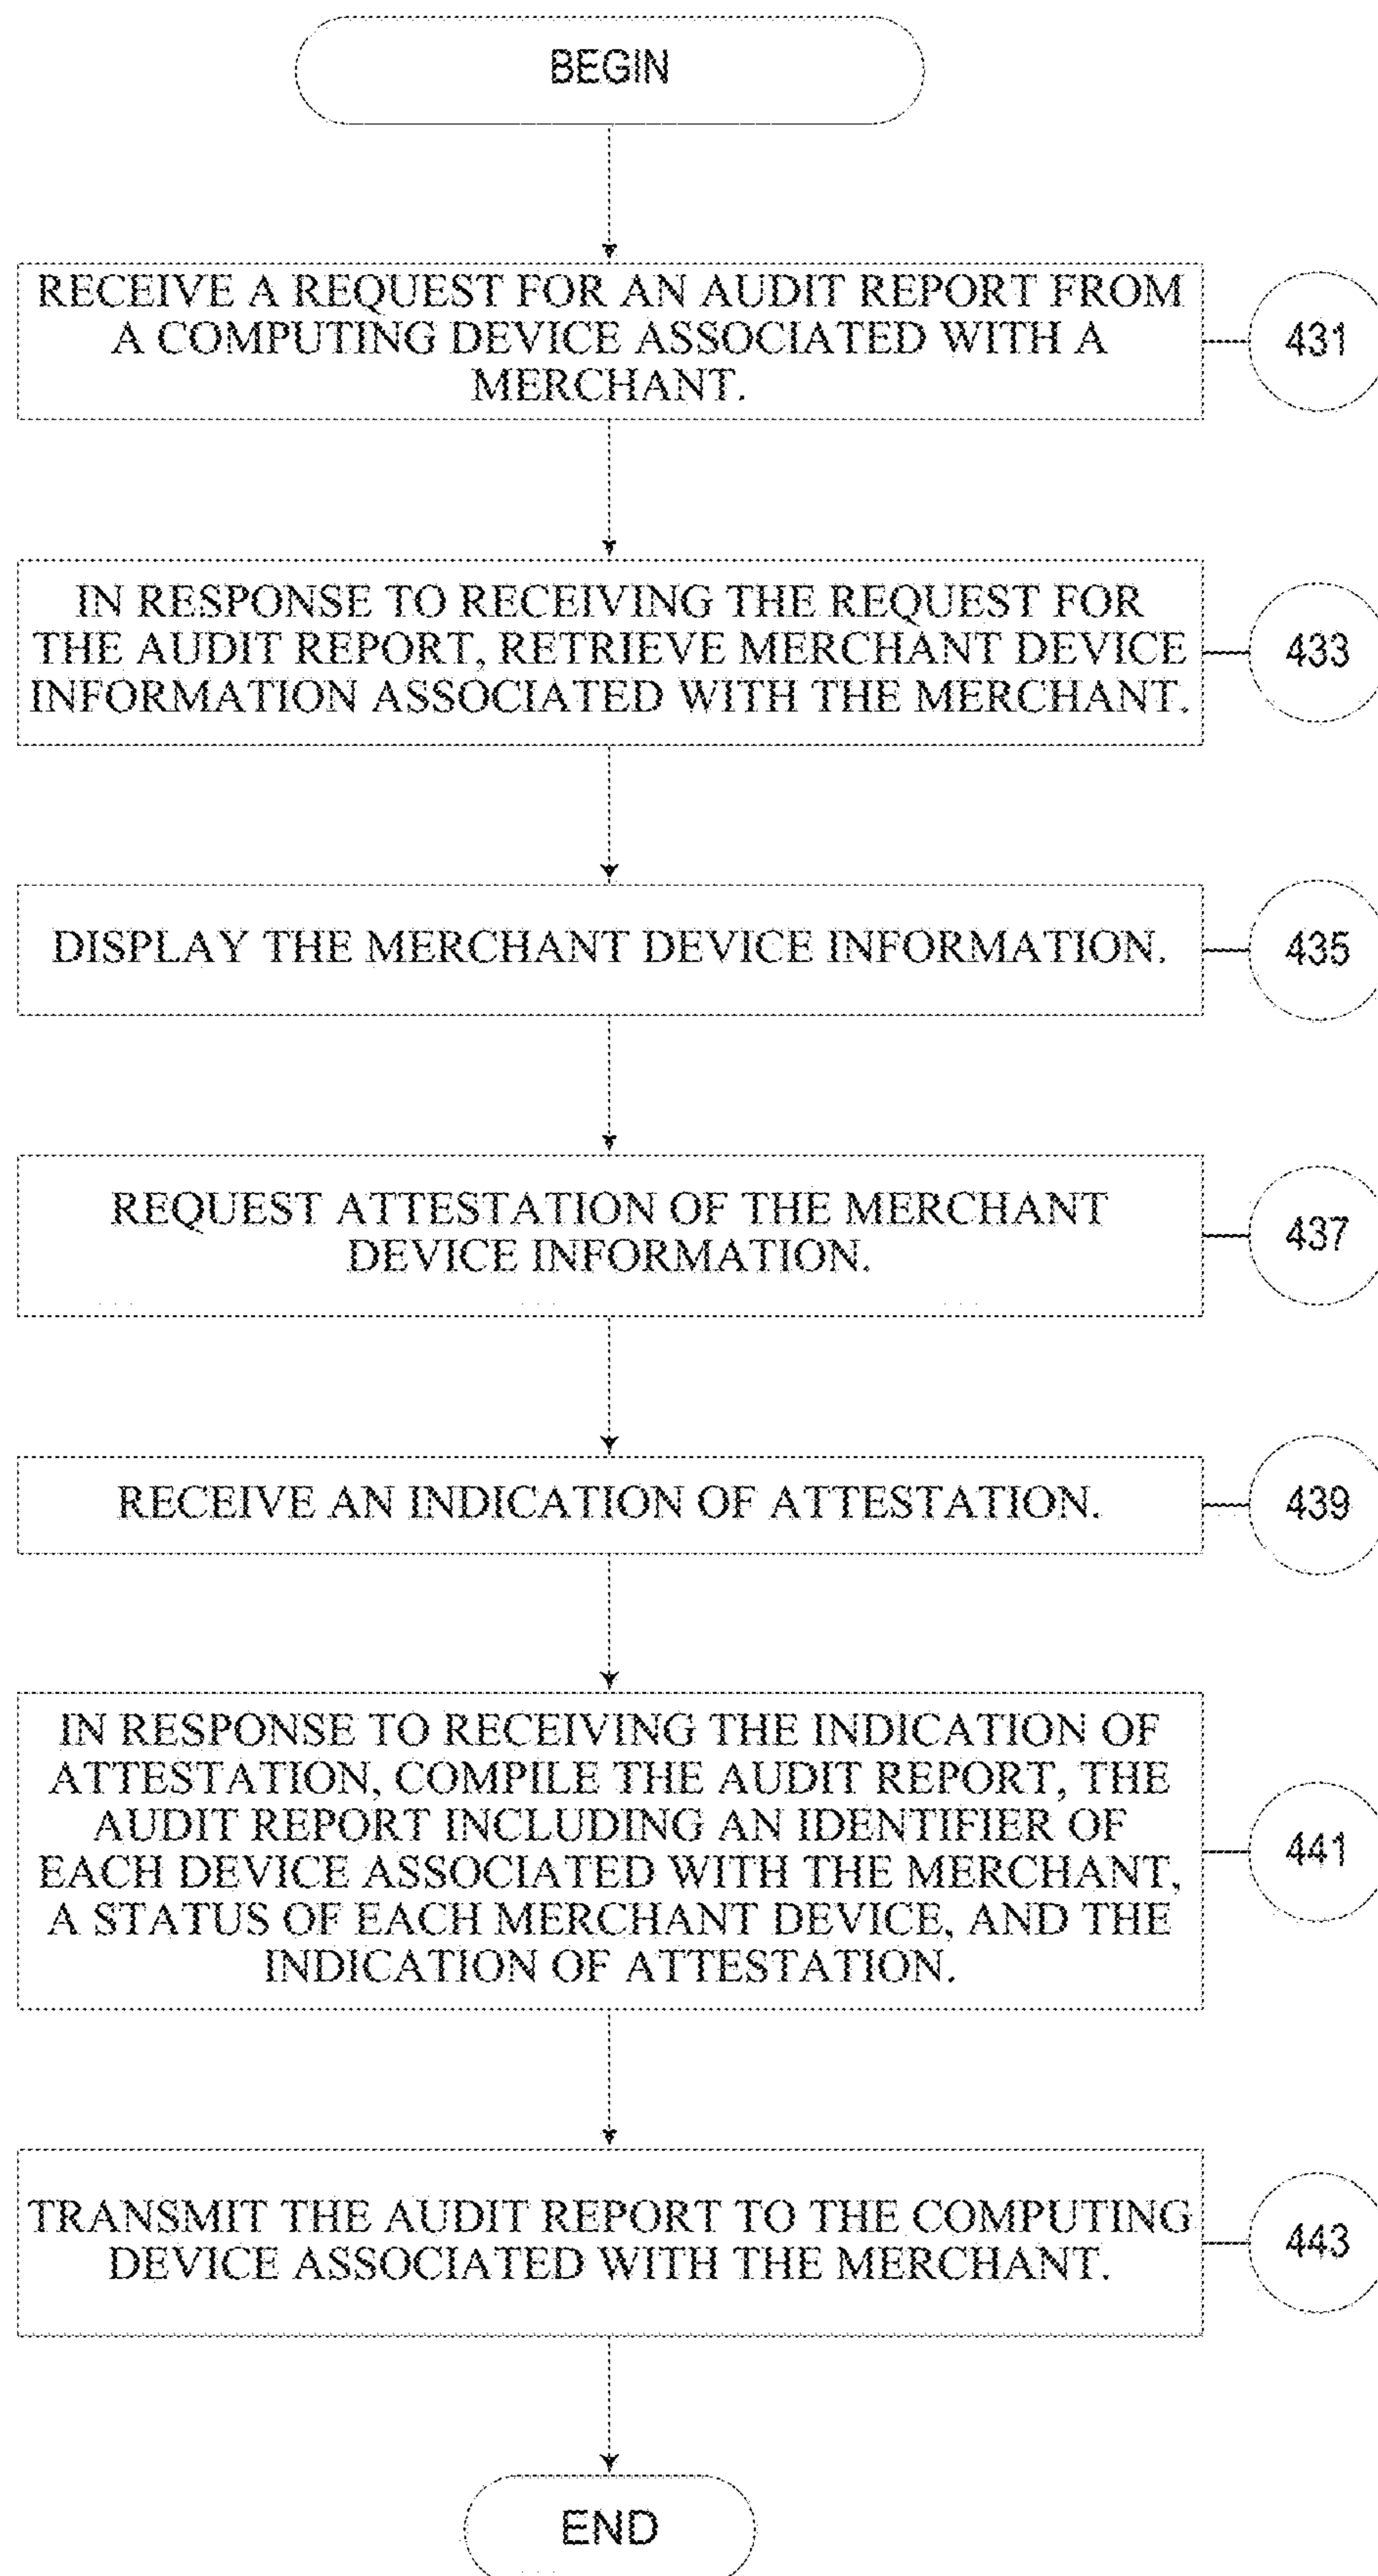 BEGIN
RECEIVE A REQUEST FOR AN AUDIT REPORT FROM
A COMPUTING DEVICE ASSOCIATED WITH A
MERCHANT.
431
IN RESPONSE TO RECEIVING THE REQUEST FOR
THE AUDIT REPORT, RETRIEVE MERCHANT DEVICE
INFORMATION ASSOCIATED WITH THE MERCHANT.
433
DISPLAY THE MERCHANT DEVICE INFORMATION.
435
REQUEST ATTESTATION OF THE MERCHANT
DEVICE INFORMATION.
437
RECEIVE AN INDICATION OF ATTESTATION.
439
IN RESPONSE TO RECEIVING THE INDICATION OF
ATTESTATION, COMPILE THE AUDIT REPORT, THE
AUDIT REPORT INCLUDING AN IDENTIFIER OF
EACH DEVICE ASSOCIATED WITH THE MERCHANT,
A STATUS OF EACH MERCHANT DEVICE, AND THE
INDICATION OF ATTESTATION.
441
TRANSMIT THE AUDIT REPORT TO THE COMPUTING
DEVICE ASSOCIATED WITH THE MERCHANT.
443
END